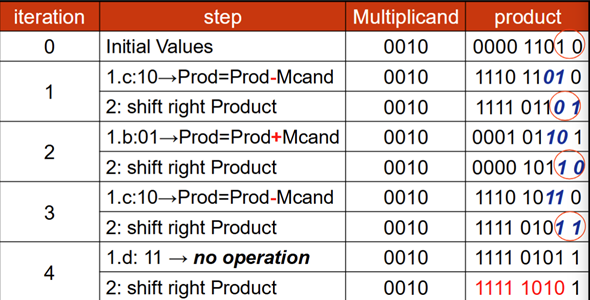 iteration step Multiplicand product
0 Initial Values 0010 0000 1101 0
1 1.c:10→Prod=Prod-Mcand 0010 1110 1101 0
2: shift right Product 0010 1111 0110 1
2 1.b:01→Prod=Prod+Mcand 0010 0001 0110 1
2: shift right Product 0010 0000 1011 0
3 1.c:10→Prod=Prod-Mcand 0010 1110 1011 0
2: shift right Product 0010 1111 0101 1
4 1.d: 11 → no operation 0010 1111 0101 1
2: shift right Product 0010 1111 1010 1